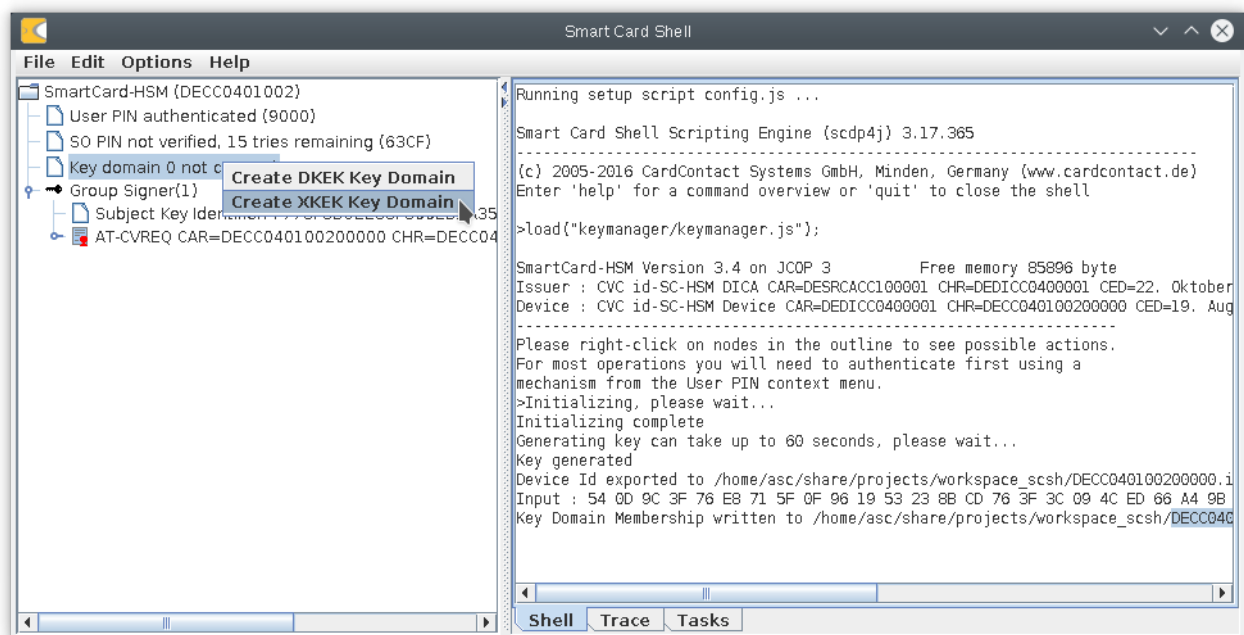 Smart Card Shell
File Edit Options Help
SmartCard-HSM (DECC0401002)
User PIN authenticated (9000)
SO PIN not verified, 15 tries remaining (63CF)
Key domain 0 not
Create DKEK Key Domain
Create XKEK Key Domain
Group Signer(1)
Subject Key
AT-CVREQ CAR=DECC040100200000 CHR=DECC04
Running setup script config.js ...
Smart Card Shell Scripting Engine (scdp4j) 3.17.365
-------------------------------------------------------------------------
(c) 2005-2016 CardContact Systems GmbH, Minden, Germany (www.cardcontact.de)
Enter 'help' for a command overview or 'quit' to close the shell
>load("keymanager/keymanager.js");
SmartCard-HSM Version 3.4 on JCOP 3 Free memory 85896 byte
Issuer : CVC id-SC-HSM DICA CAR=DESRCACC100001 CHR=DEDICC0400001 CED=22. Oktober
Device : CVC id-SC-HSM Device CAR=DEDICC0400001 CHR=DECC040100200000 CED=19. Aug
----------------------------------------------------------------
Please right-click on nodes in the outline to see possible actions.
For most operations you will need to authenticate first using a
mechanism from the User PIN context menu.
>Initializing, please wait...
Initializing complete
Generating key can take up to 60 seconds, please wait...
Key generated
Device Id exported to /home/asc/share/projects/workspace_scsh/DECC040100200000.i
Input : 54 0D 9C 3F 76 E8 71 5F 0F 96 19 53 23 8B CD 76 3F 3C 09 4C ED 66 A4 9B
Key Domain Membership written to /home/asc/share/projects/workspace_scsh/DECC040
Shell Trace Tasks